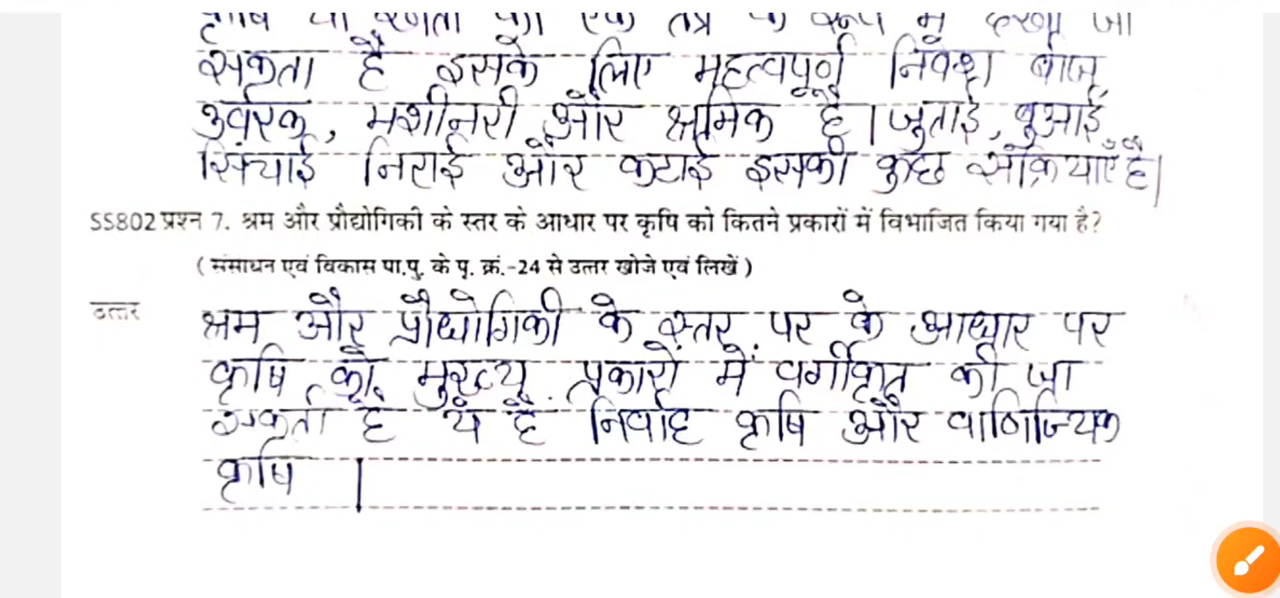 सकता है इसके लिए महत्वपूर्ण निवेश बीज
उर्वरक, मशीनरी और श्रमिक है। जुताई, बुआई,
सिंचाई निराई और कटाई इसकी कुछ संक्रियाएँ है।
SS802 प्रश्न 7. श्रम और प्रौद्योगिकी के स्तर के आधार पर कृषि को कितने प्रकारों में विभाजित किया गया है?
( संसाधन एवं विकास पा.पु. के पृ. क्रं.-24 से उत्तर खोजे एवं लिखें )
उत्तर श्रम और प्रौद्योगिकी के स्तर पर के आधार पर
कृषि को मुख्य प्रकारों में वर्गीकृत की जा
सकती है ये है निर्वाह कृषि और वाणिज्यिक
कृषि |